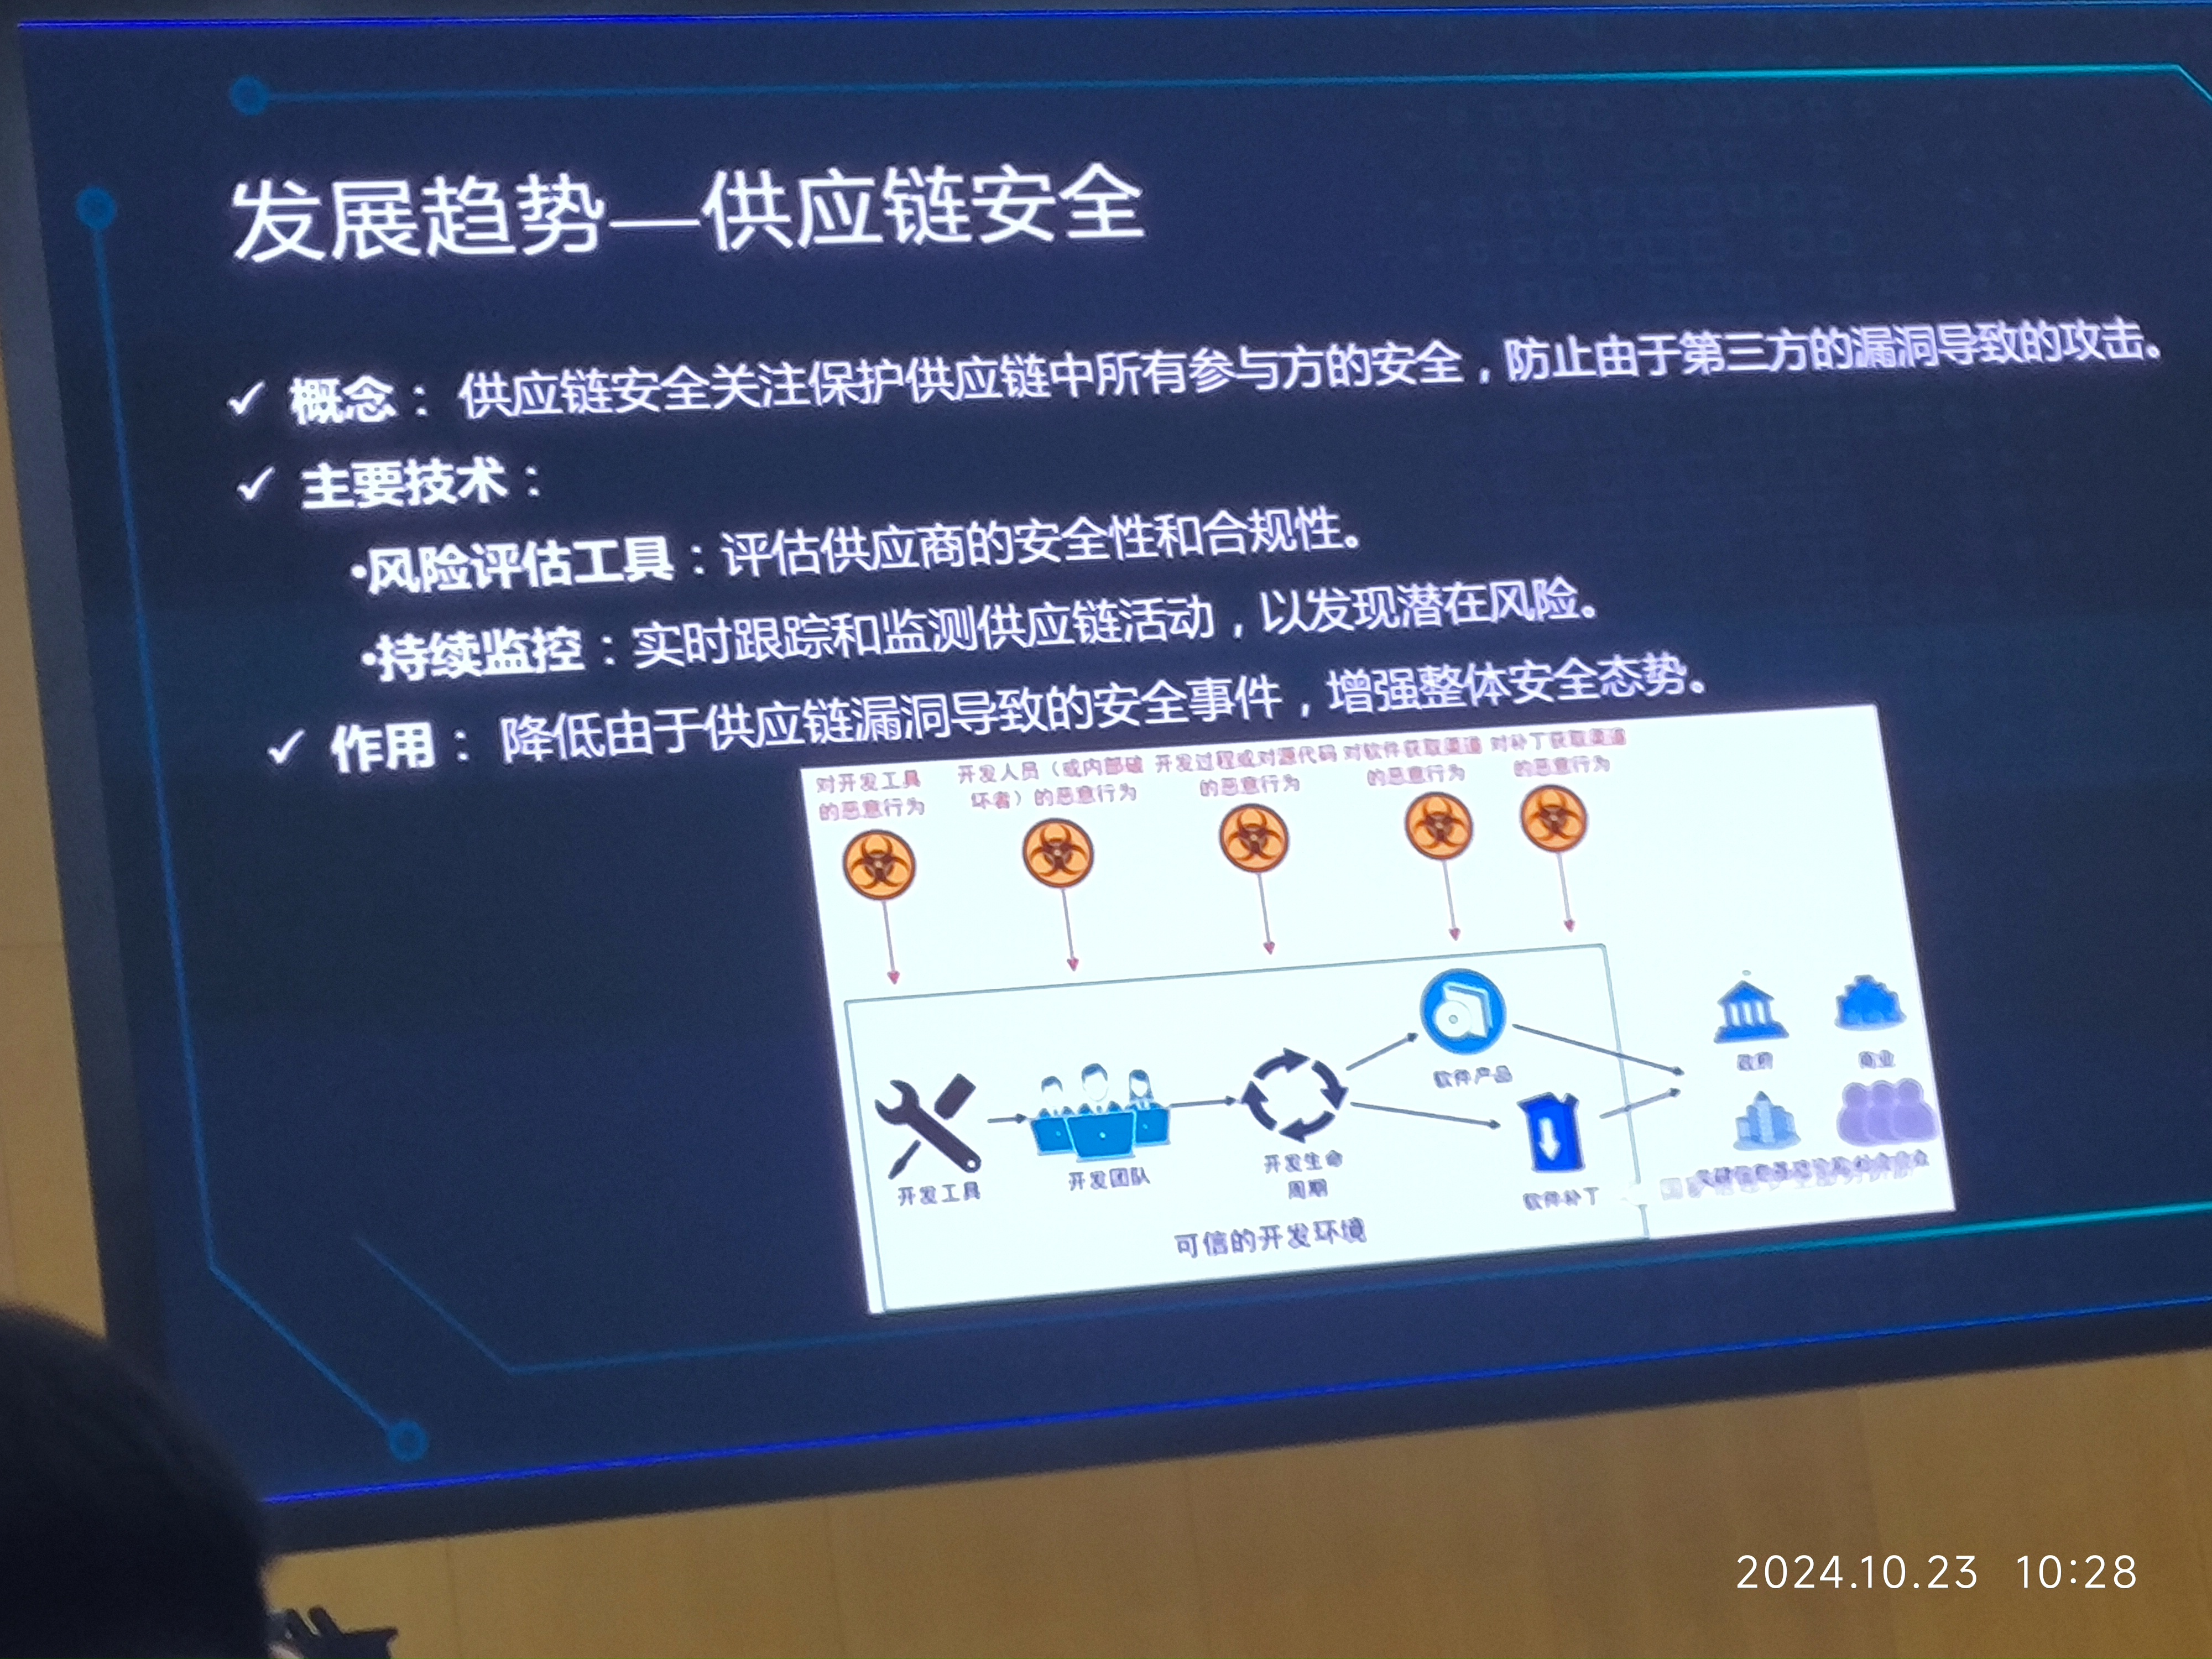 发展趋势—供应链安全
✓ 概念：供应链安全关注保护供应链中所有参与方的安全，防止由于第三方的漏洞导致的攻击。
✓ 主要技术：
•风险评估工具：评估供应商的安全性和合规性。
•持续监控：实时跟踪和监测供应链活动，以发现潜在风险。
✓ 作用：降低由于供应链漏洞导致的安全事件，增强整体安全态势。
对开发工具
的恶意行为
开发人员（或内部破
坏者）的恶意行为
开发过程或对源代码
的恶意行为
对软件获取渠道
的恶意行为
对补丁获取渠道
的恶意行为
开发工具
开发团队
开发生命
周期
软件产品
软件补丁
政府
商业
可信的开发环境
2024.10.23 10:28